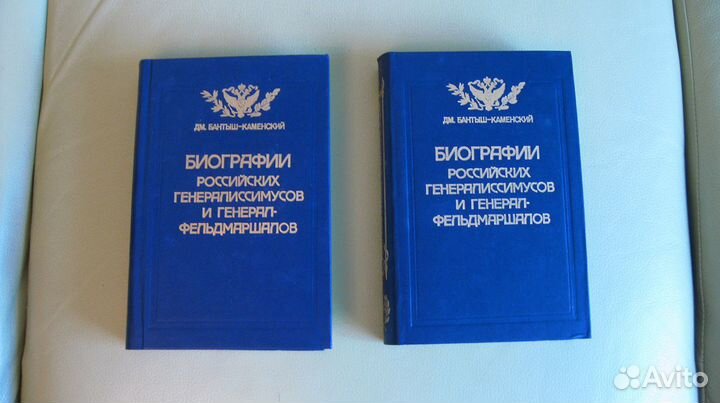 ДМ. БАНТЫШ-КАМЕНСКИЙ
БИОГРАФИИ
РОССИЙСКИХ
ГЕНЕРАЛИССИМУСОВ
И ГЕНЕРАЛ-
ФЕЛЬДМАРШАЛОВ
ДМ. БАНТЫШ-КАМЕНСКИЙ
БИОГРАФИИ
РОССИЙСКИХ
ГЕНЕРАЛИССИМУСОВ
И ГЕНЕРАЛ-
ФЕЛЬДМАРШАЛОВ
Avito